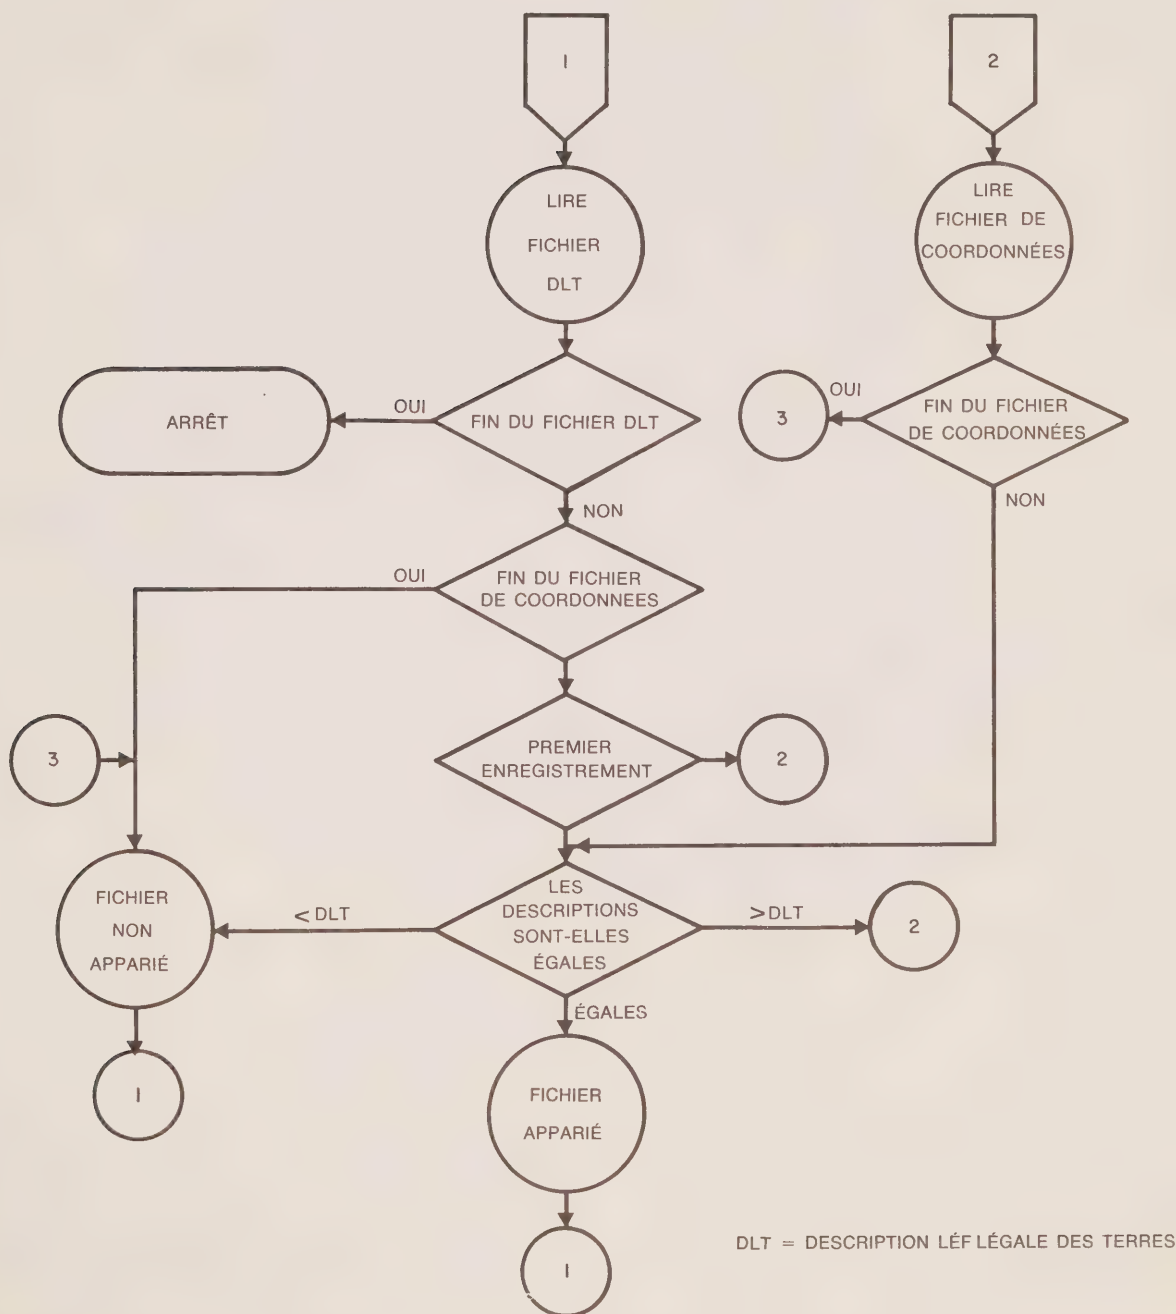 1
2
LIRE
FICHIER
DLT
LIRE
FICHIER DE
COORDONNÉES
ARRÊT
OUI
FIN DU FICHIER DLT
3
OUI
FIN DU FICHIER
DE COORDONNÉES
NON
NON
OUI
FIN DU FICHIER
DE COORDONNEES
3
PREMIER
ENREGISTREMENT
2
FICHIER
NON
APPARIÉ
< DLT
LES
DESCRIPTIONS
SONT-ELLES
ÉGALES
>DLT
2
ÉGALES
1
FICHIER
APPARIÉ
1
DLT = DESCRIPTION LÉF LÉGALE DES TERRES